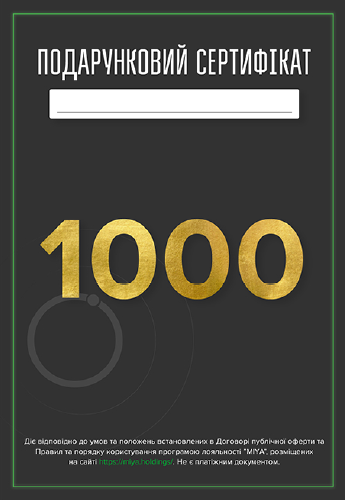 ПОДАРУНКОВИЙ СЕРТИФІКАТ
1000
Діє відповідно до умов та положень встановлених в Договорі публічної оферти та
Правил та порядку користування програмою лояльності "MIYA", розміщених
на сайті https://miya.holdings/. Не є платіжним документом.